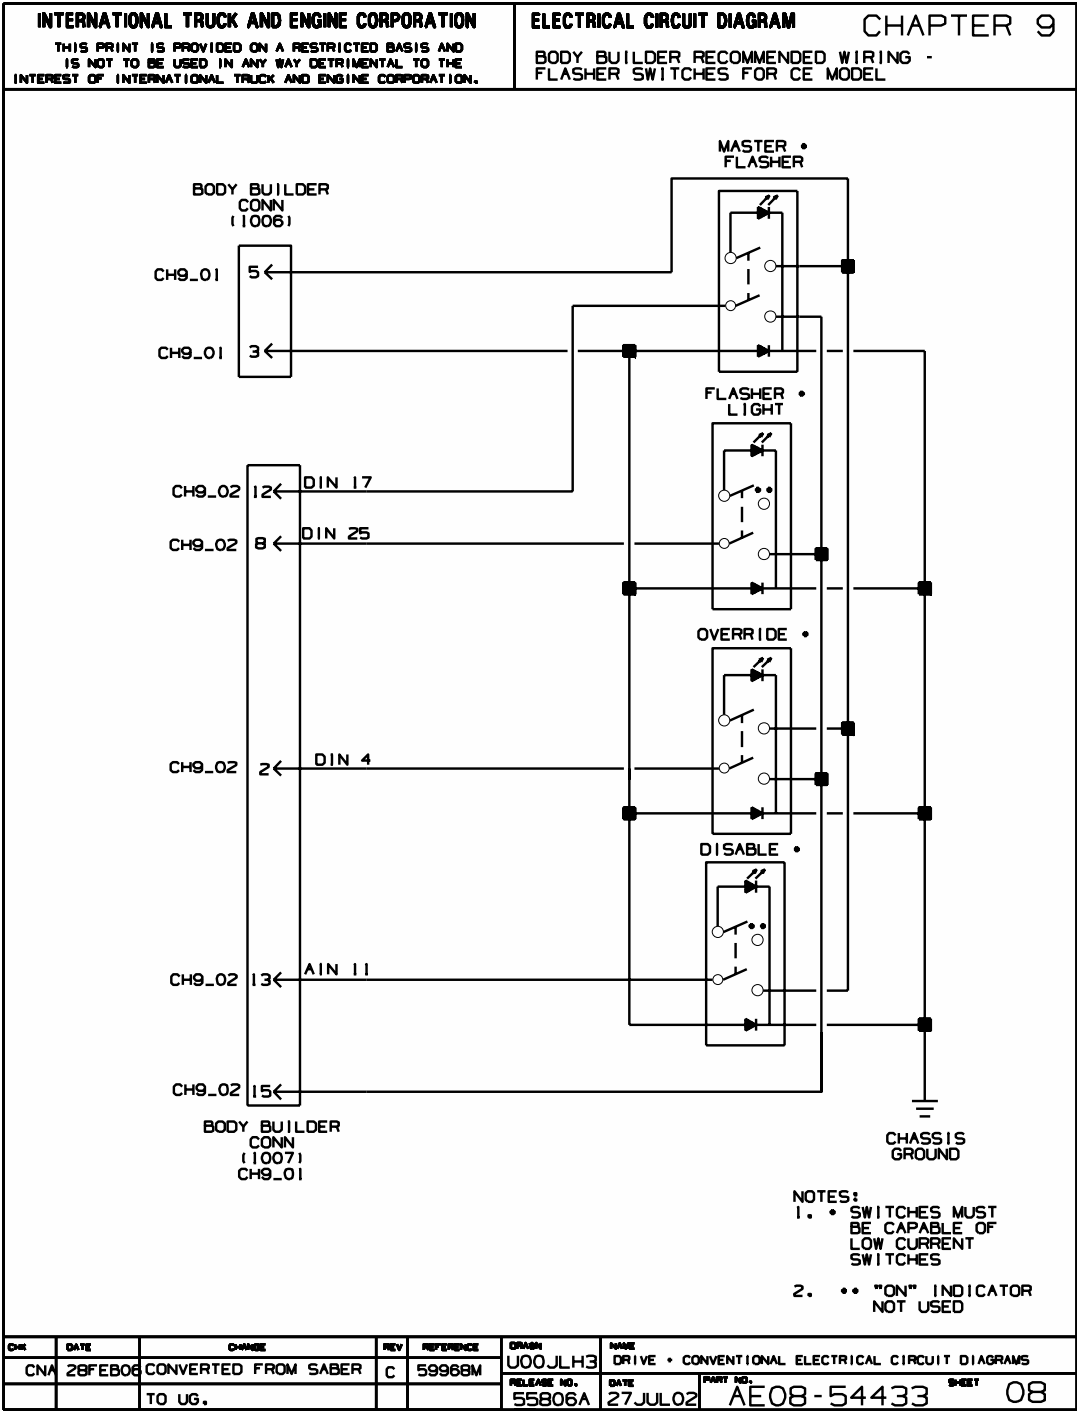 INTERNATIONAL TRUCK AND ENGINE CORPORATION
THIS PRINT IS PROVIDED ON A RESTRICTED BASIS AND
IS NOT TO BE USED IN ANY WAY DETRIMENTAL TO THE
INTEREST OF INTERNATIONAL TRUCK AND ENGINE CORPORATION.
ELECTRICAL CIRCUIT DIAGRAM
CHAPTER 9
BODY BUILDER RECOMMENDED WIRING -
FLASHER SWITCHES FOR CE MODEL
MASTER •
FLASHER
BODY BUILDER
CONN
(1006)
CH9_01 5
CH9_01 3
FLASHER •
LIGHT
CH9_02 12 DIN 17
CH9_02 8 DIN 25
••
OVERRIDE •
CH9_02 2 DIN 4
DISABLE •
••
CH9_02 13 AIN 11
CH9_02 15
BODY BUILDER
CONN
(1007)
CH9_01
CHASSIS
GROUND
NOTES:
1. • SWITCHES MUST
BE CAPABLE OF
LOW CURRENT
SWITCHES
2. •• "ON" INDICATOR
NOT USED
CHK DATE CHANGE REV REFERENCE
CNA 28FEB06 CONVERTED FROM SABER C 59968M
TO UG.
DRAWN
U00JLH3
NAME
DRIVE • CONVENTIONAL ELECTRICAL CIRCUIT DIAGRAMS
RELEASE NO.
55806A
DATE
27JUL02
PART NO.
AE08-54433
SHEET
08